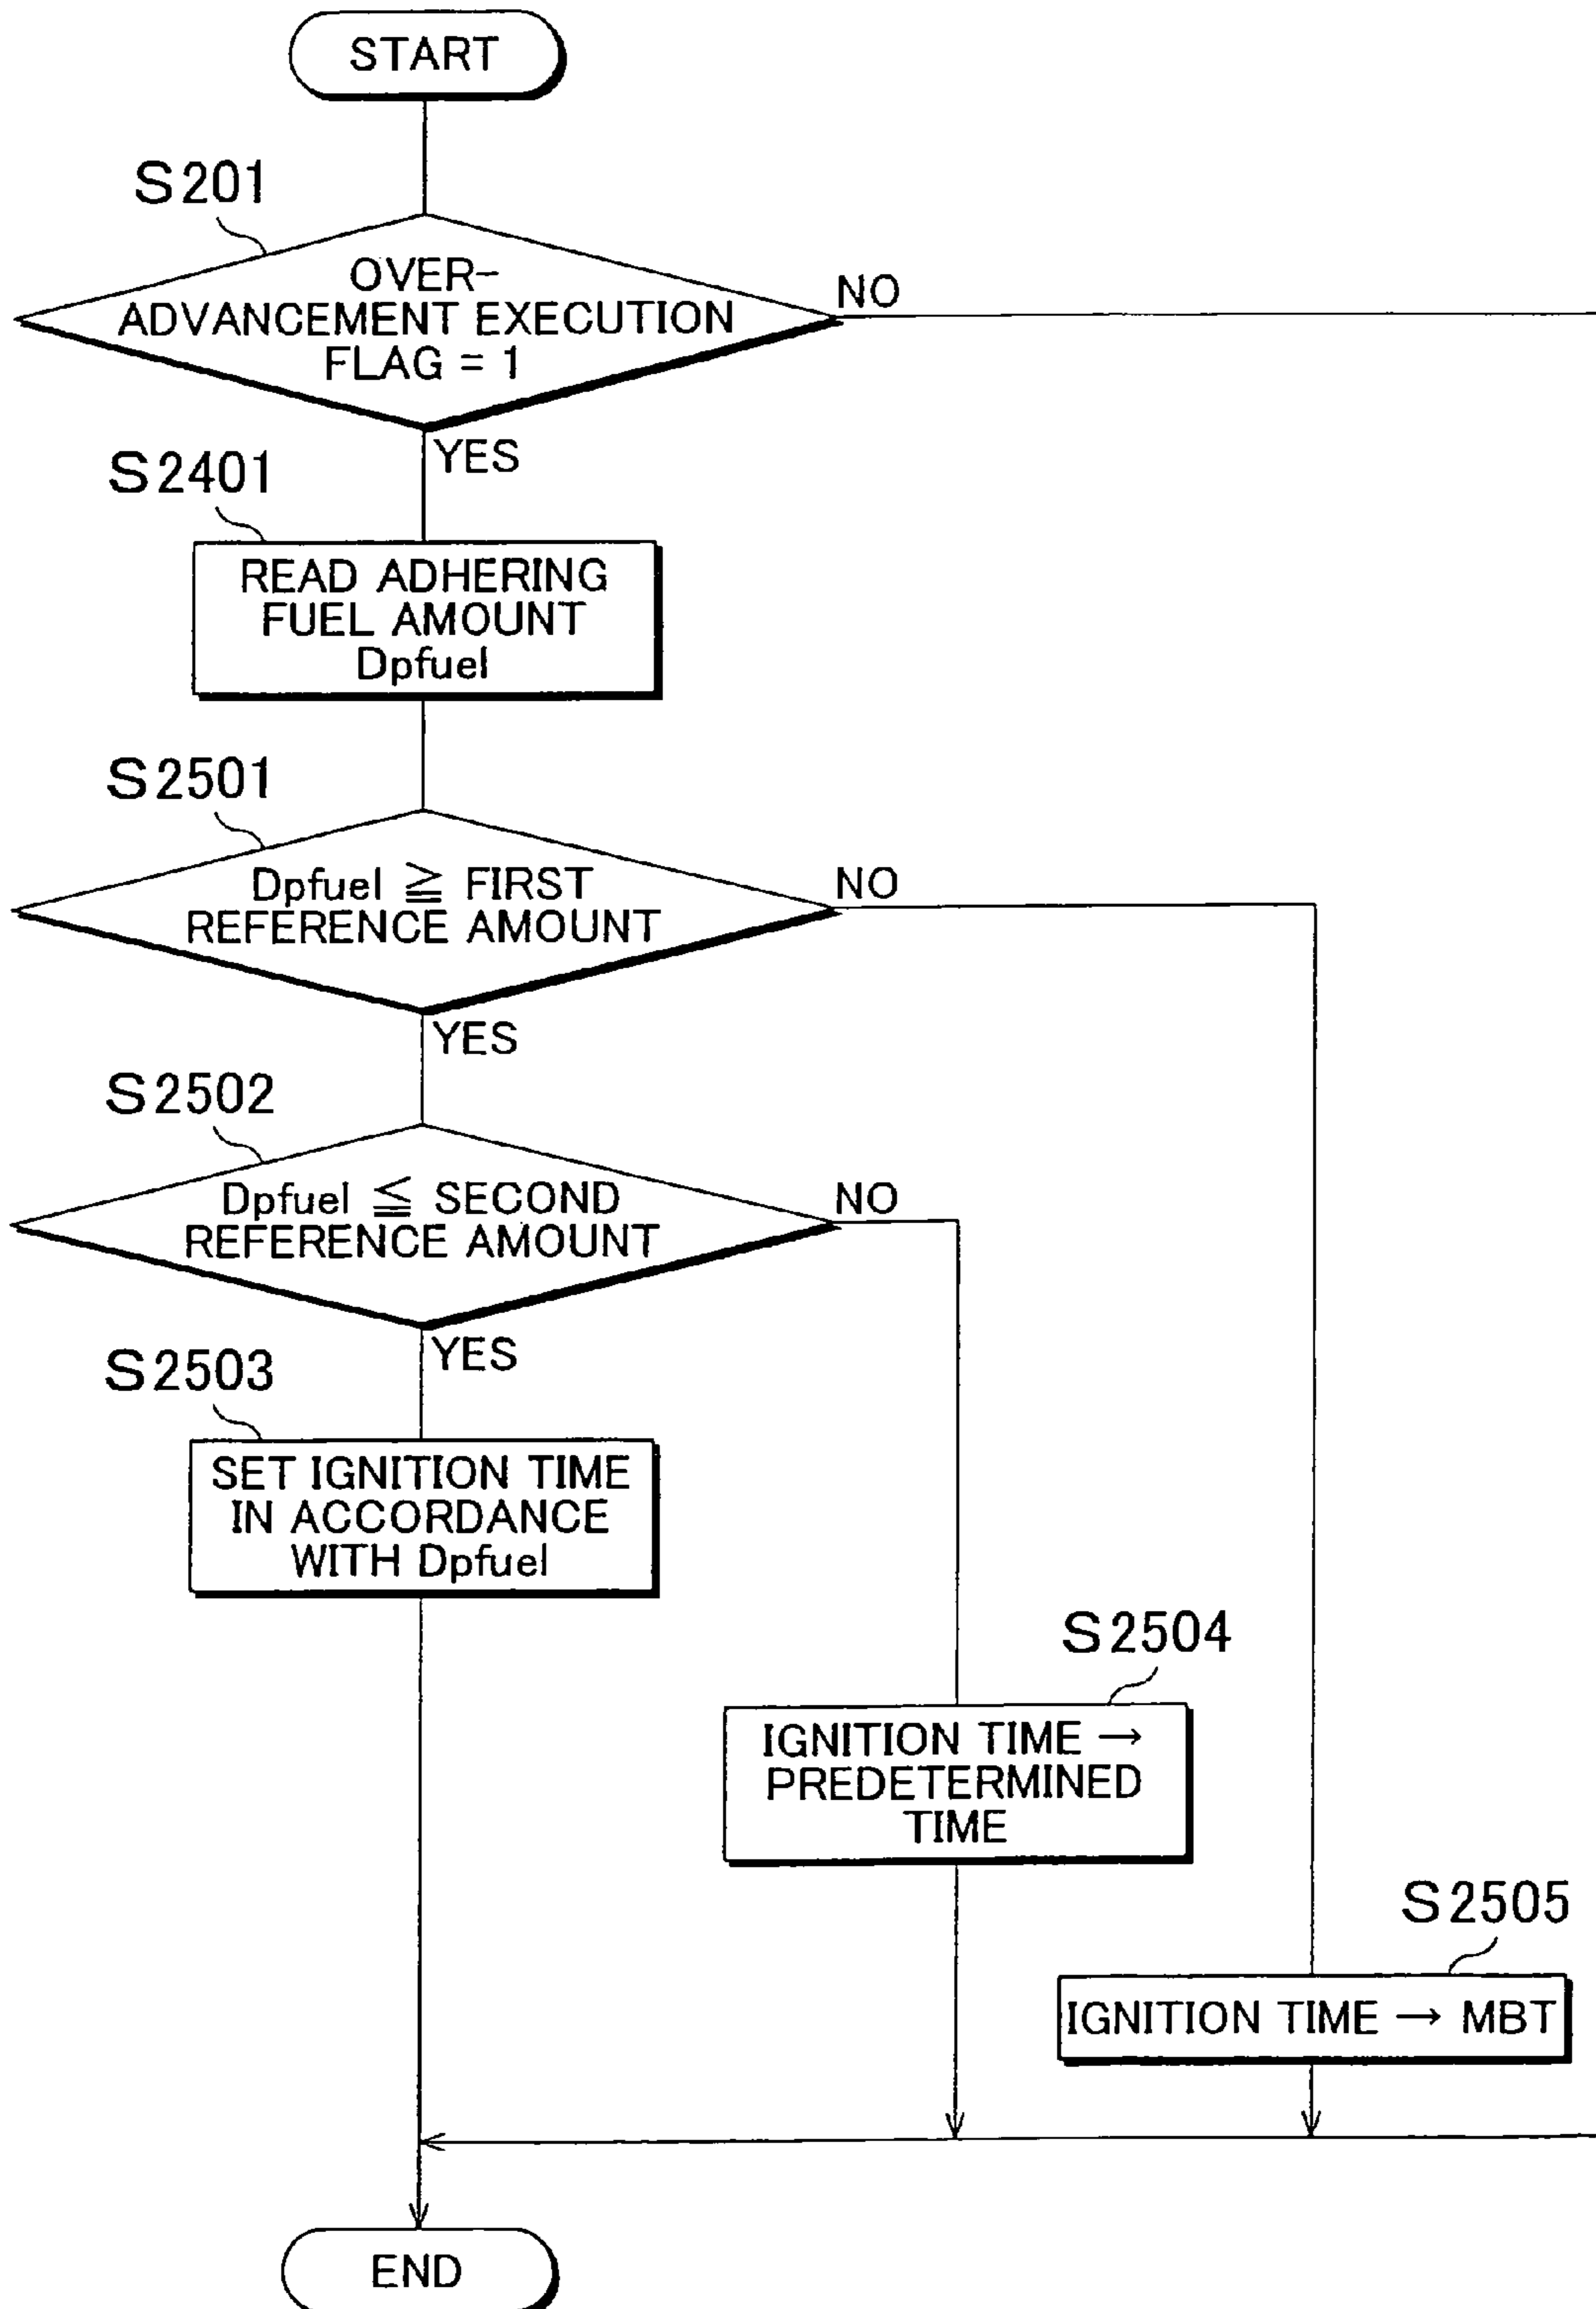 START
S201
OVER-
ADVANCEMENT EXECUTION
FLAG = 1
NO
YES
S2401
READ ADHERING
FUEL AMOUNT
Dpfuel
S2501
Dpfuel ≧ FIRST
REFERENCE AMOUNT
NO
YES
S2502
Dpfuel ≦ SECOND
REFERENCE AMOUNT
NO
YES
S2503
SET IGNITION TIME
IN ACCORDANCE
WITH Dpfuel
S2504
IGNITION TIME →
PREDETERMINED
TIME
S2505
IGNITION TIME → MBT
END